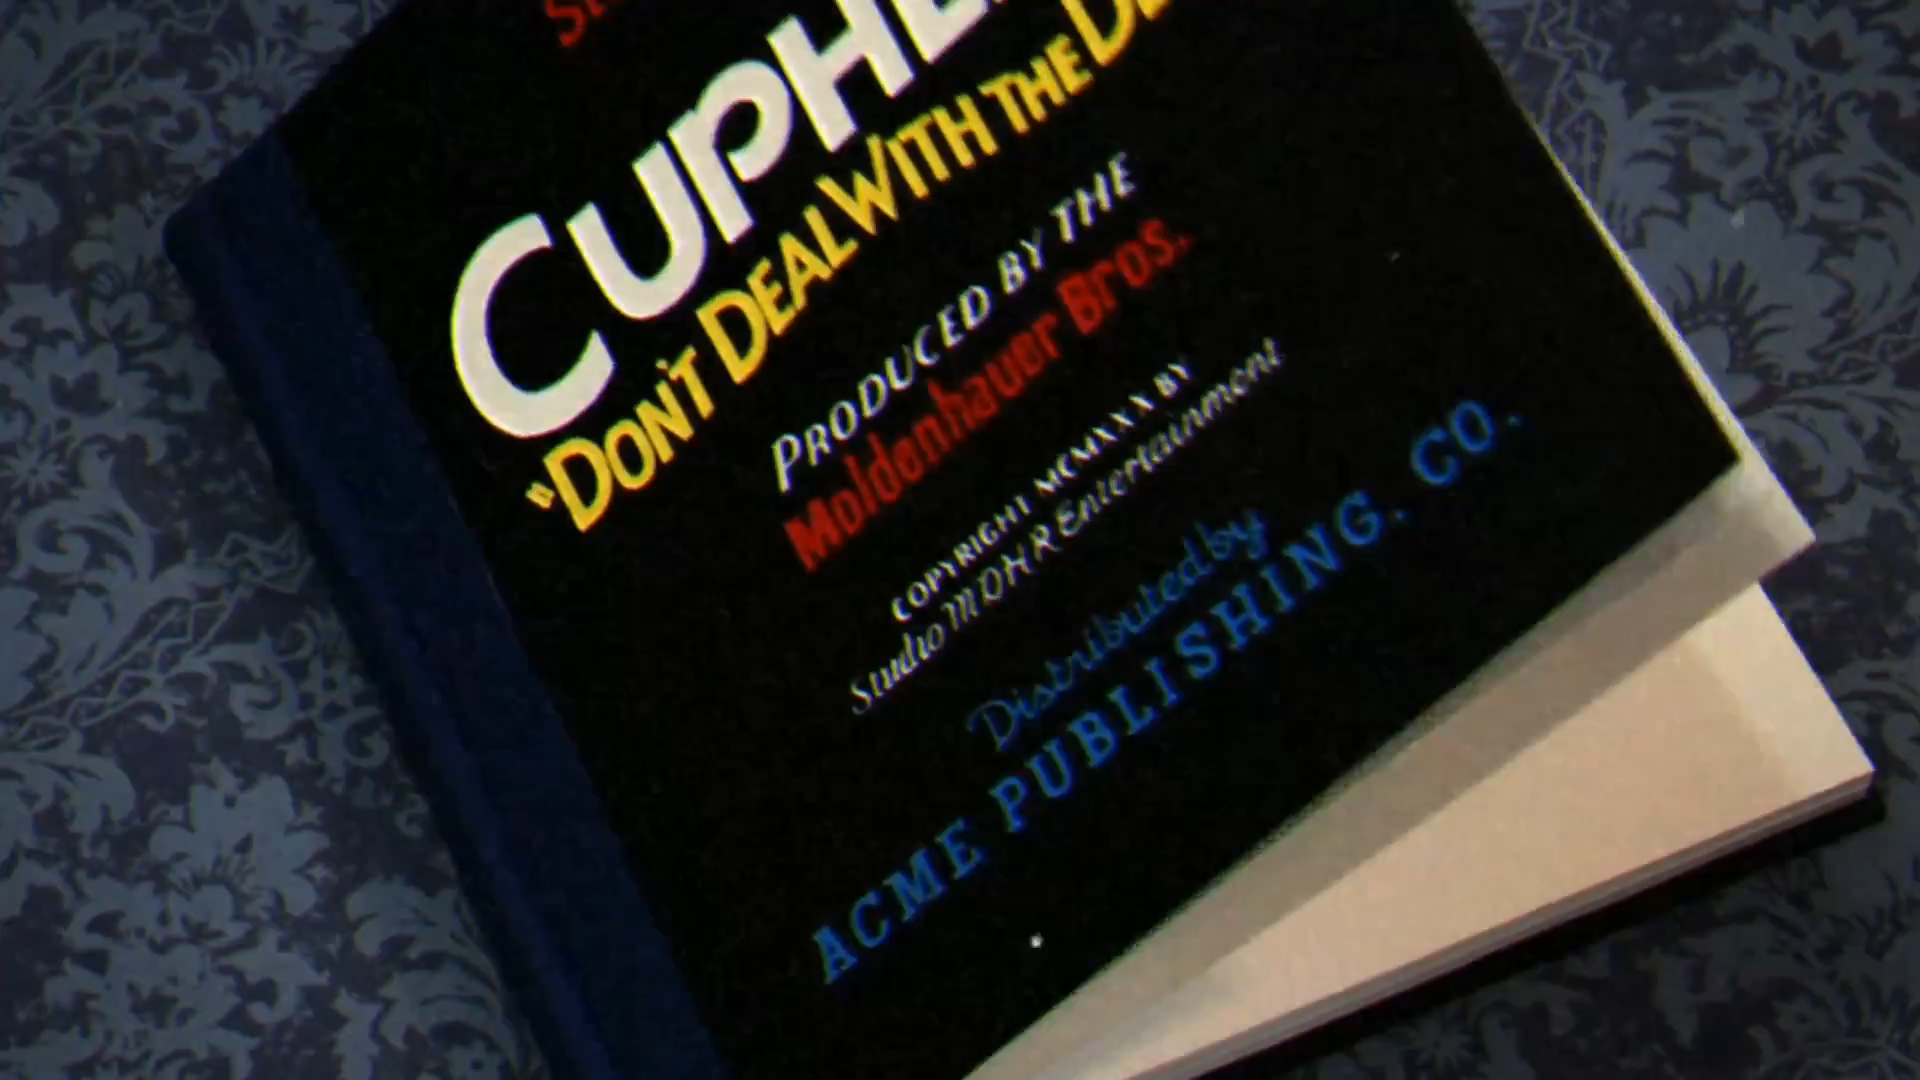 CUPHE
"DON'T DEAL WITH THE DE
PRODUCED BY THE
Moldenhauer Bros.
COPYRIGHT MCMXXX BY
Studio MDHR Entertainment
Distributed by
ACME PUBLISHING. CO.